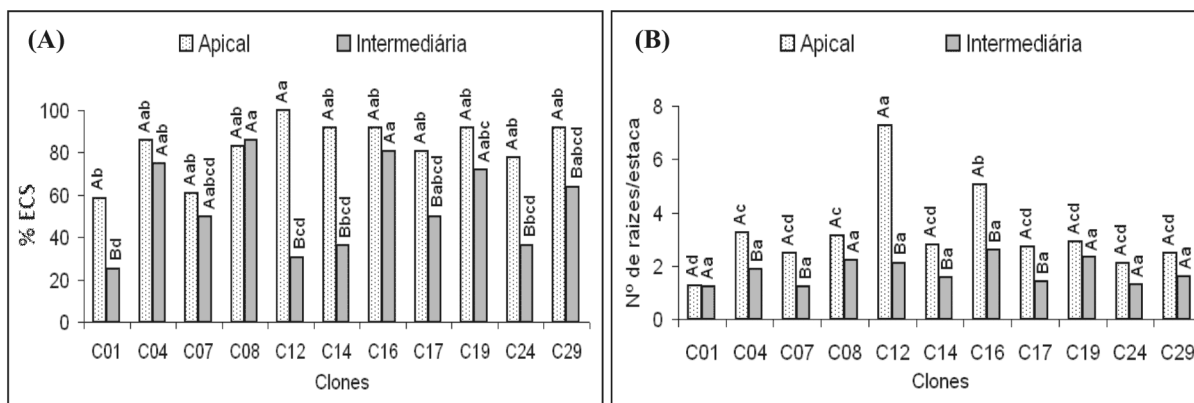 (A)
Apical
Intermediária
% ECS
100
80
60
40
20
0
Ab
Bd
Aab
Aab
Aab
Aabcd
Aab
Aa
Aa
Bcd
Aab
Bbcd
Aab
Aa
Aab
Babcd
Aab
Aabc
Aab
Bbcd
Aab
Babcd
C01 C04 C07 C08 C12 C14 C16 C17 C19 C24 C29
Clones
(B)
Apical
Intermediária
Nº de raizes/estaca
8
6
4
2
0
Ad
Aa
Ac
Ba
Acd
Ba
Ac
Aa
Aa
Ba
Acd
Ba
Ab
Ba
Acd
Ba
Acd
Aa
Acd
Aa
Acd
Aa
C01 C04 C07 C08 C12 C14 C16 C17 C19 C24 C29
Clones